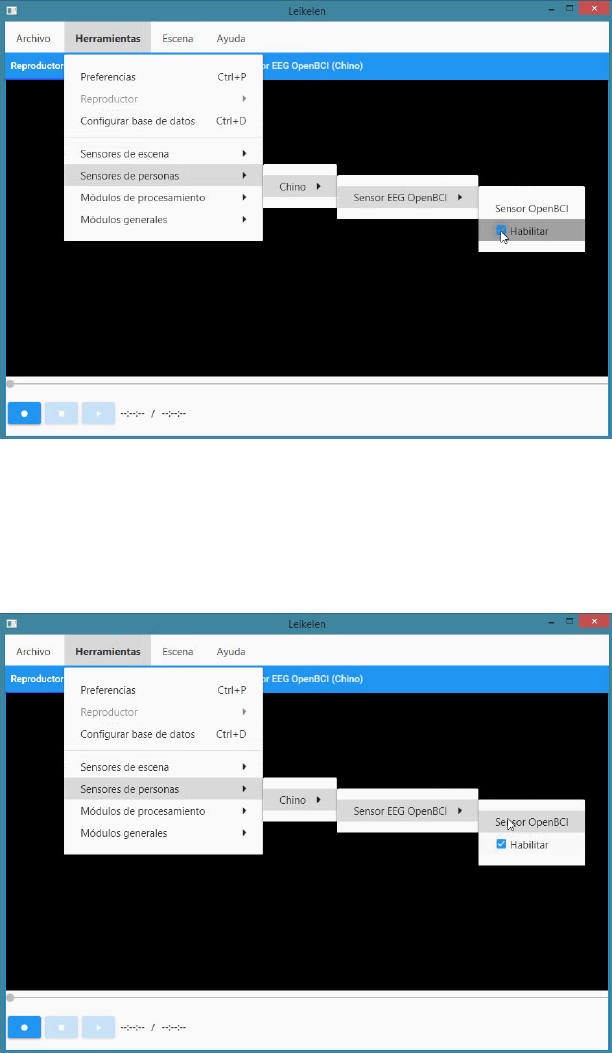 Leikelen
Archivo Herramientas Escena Ayuda
Reproductor or EEG OpenBCI (Chino)
Preferencias Ctrl+P
Reproductor
Configurar base de datos Ctrl+D
Sensores de escena
Sensores de personas
Chino
Sensor EEG OpenBCI
Sensor OpenBCI
Habilitar
Módulos de procesamiento
Módulos generales
--:--:-- / --:--:--
Leikelen
Archivo Herramientas Escena Ayuda
Reproductor or EEG OpenBCI (Chino)
Preferencias Ctrl+P
Reproductor
Configurar base de datos Ctrl+D
Sensores de escena
Sensores de personas
Chino
Sensor EEG OpenBCI
Sensor OpenBCI
Habilitar
Módulos de procesamiento
Módulos generales
--:--:-- / --:--:--